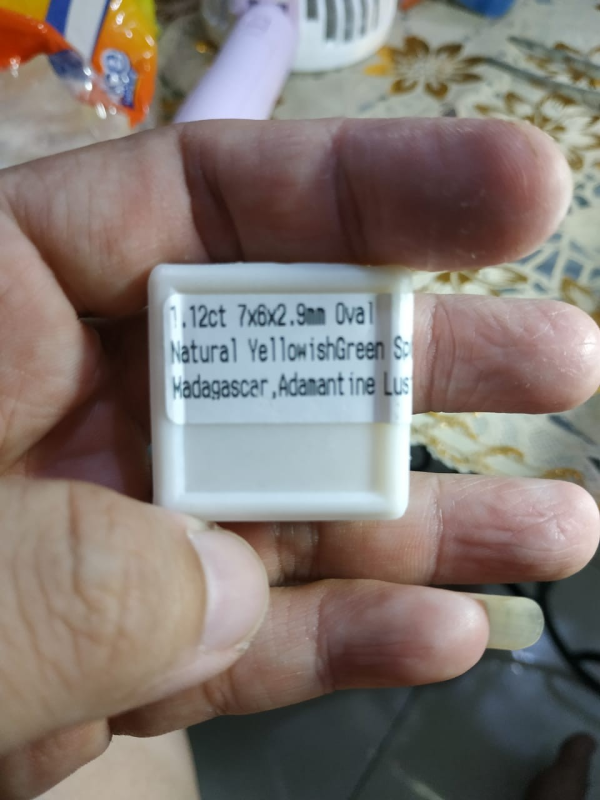 1.12ct 7x6x2.9mm Oval
Natural YellowishGreen Sp
Madagascar,Adamantine Lus